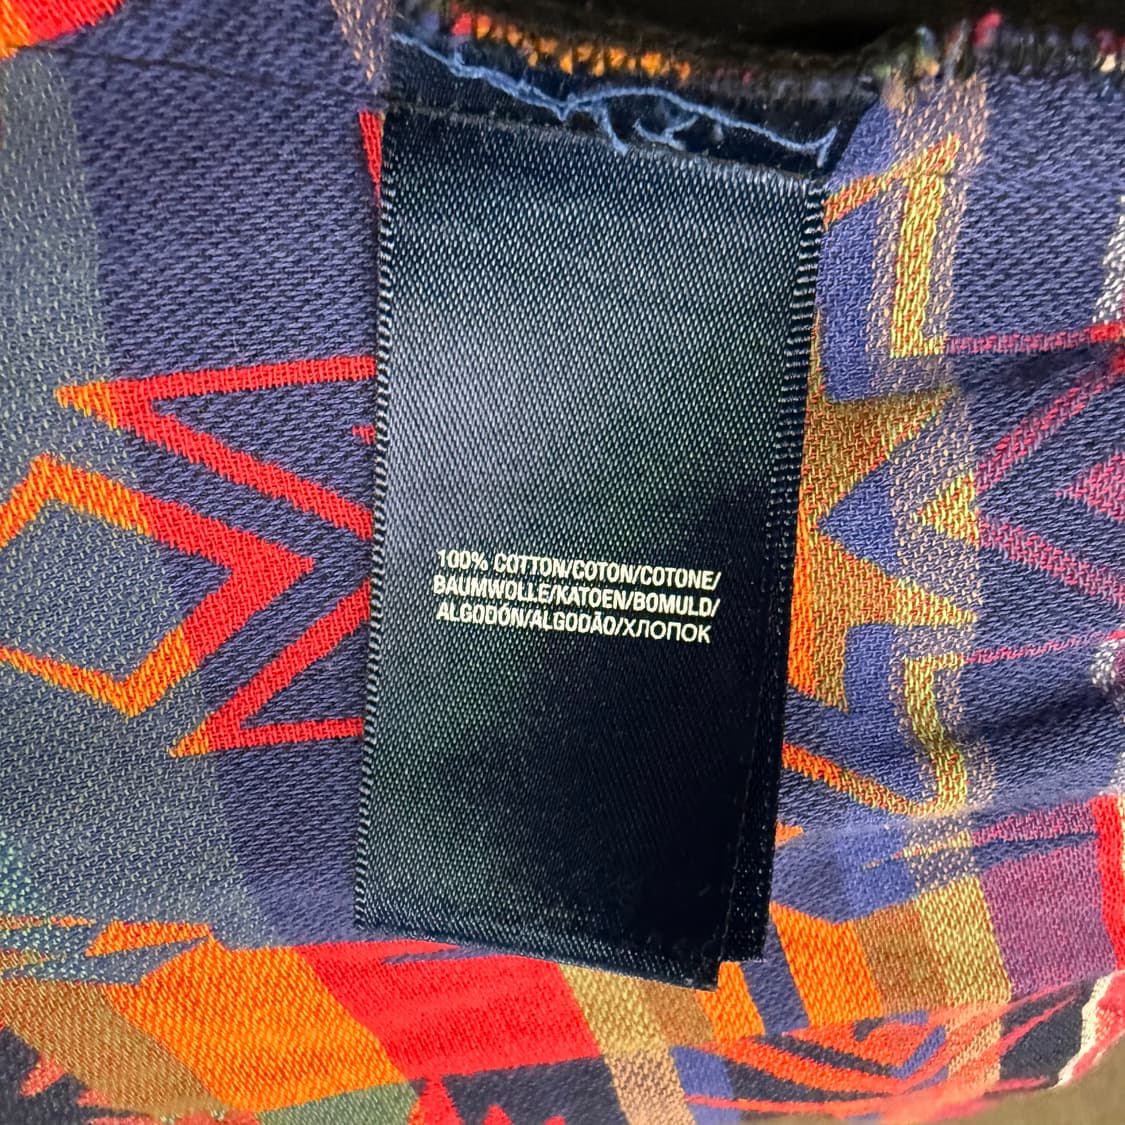 100% COTTON/COTON/COTONE/
BAUMWOLLE/KATOEN/BOMULD/
ALGODÓN/ALGODÃO/ХЛОПОК